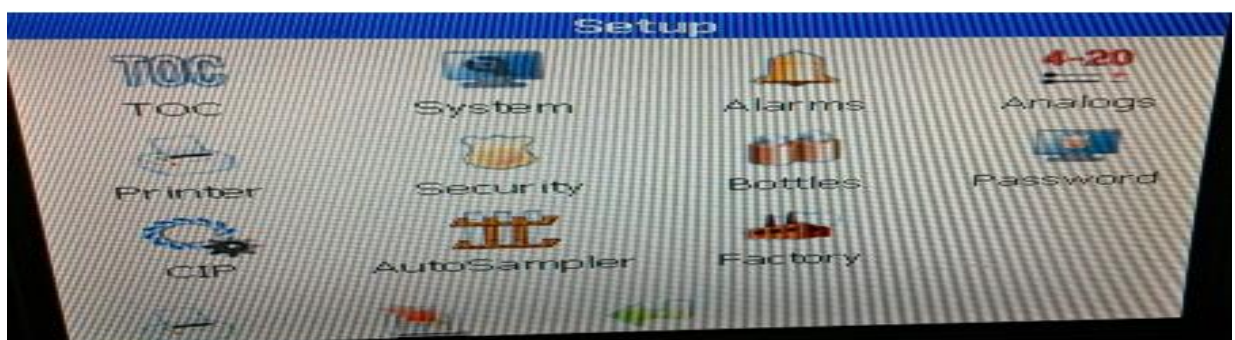 Setup
TOC 4-20
TOC System Alarms Analogs
Printer Security Bottles Password
CIP AutoSampler Factory